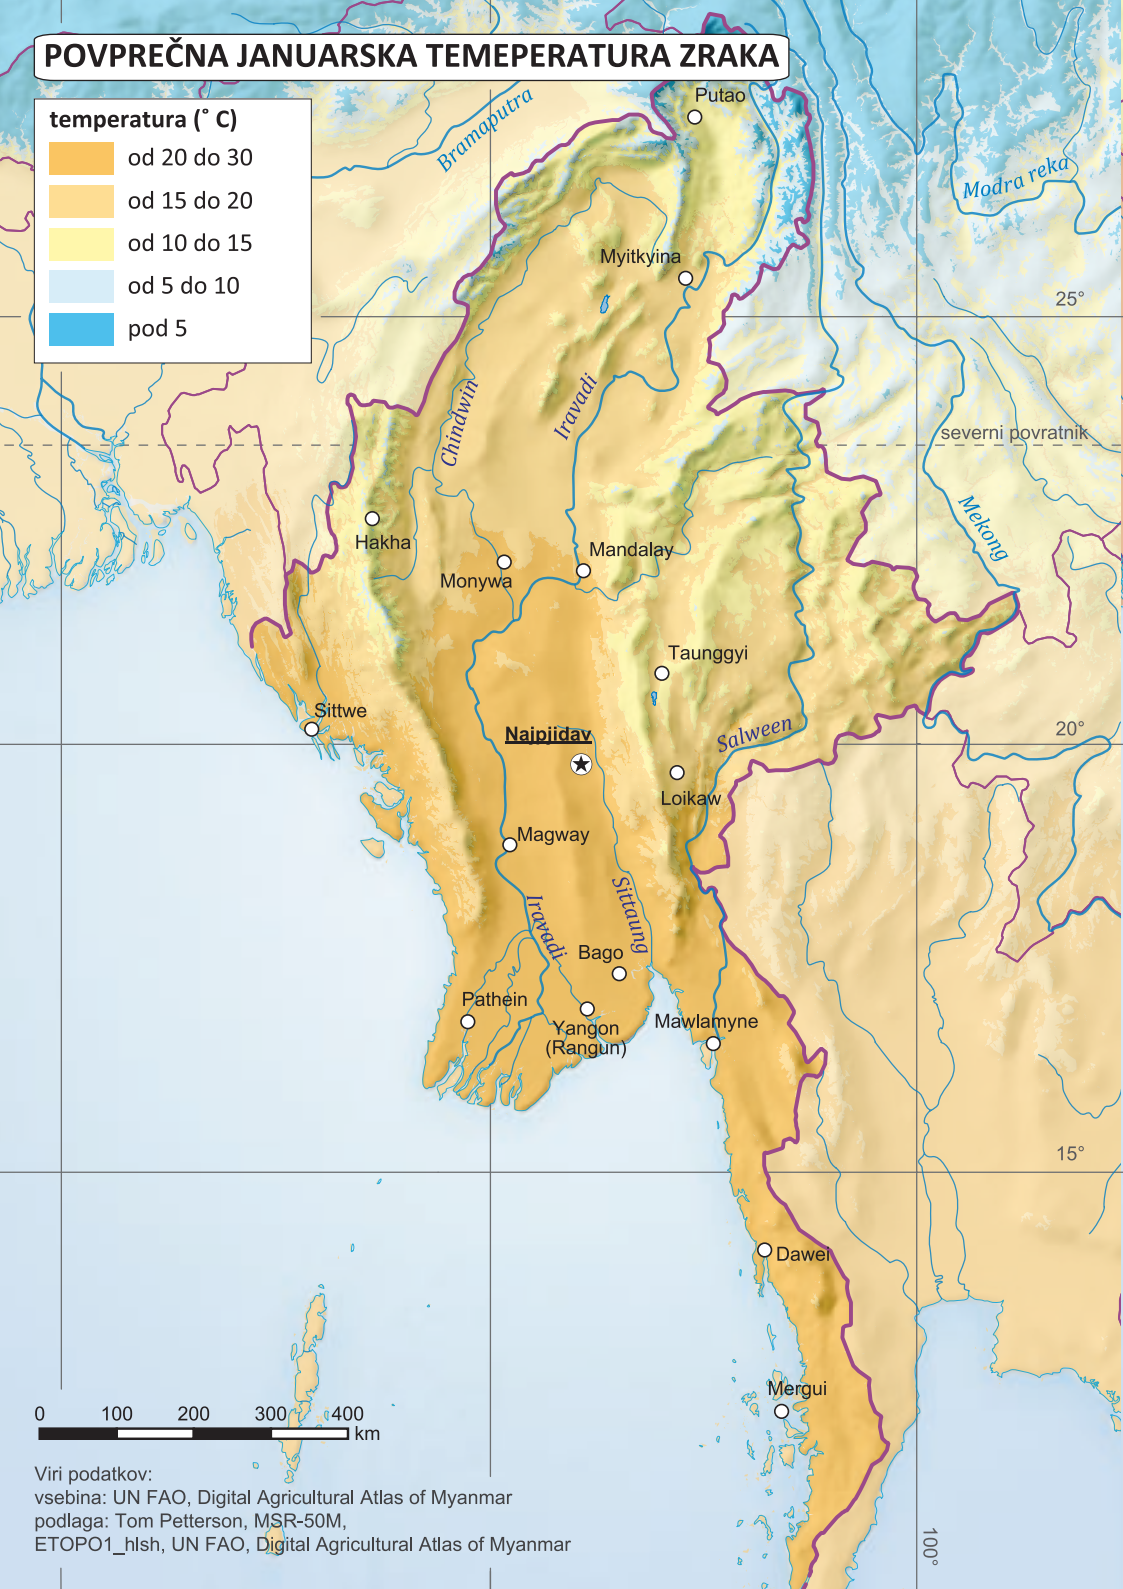 POVPREČNA JANUARSKA TEMEPERATURA ZRAKA
temperatura (˚ C)
od 20 do 30
od 15 do 20
od 10 do 15
od 5 do 10
pod 5
Putao
Bramaputra
Modra reka
Myitkyina
25°
Chindwin
Iravadi
severni povratnik
Mekong
Hakha
Mandalay
Monywa
Taunggyi
Sittwe
Salween
20°
Najpjidav
Loikaw
Magway
Sittaung
Iravadi
Bago
Pathein
Yangon
(Rangun)
Mawlamyne
15°
Dawei
Mergui
0 100 200 300 400
km
Viri podatkov:
vsebina: UN FAO, Digital Agricultural Atlas of Myanmar
podlaga: Tom Petterson, MSR-50M,
ETOPO1_hlsh, UN FAO, Digital Agricultural Atlas of Myanmar
100°